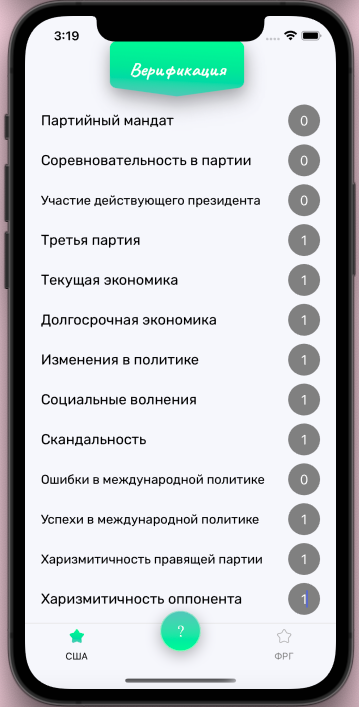 3:19
Верификация
Партийный мандат 0
Соревновательность в партии 0
Участие действующего президента 0
Третья партия 1
Текущая экономика 1
Долгосрочная экономика 1
Изменения в политике 1
Социальные волнения 1
Скандальность 1
Ошибки в международной политике 0
Успехи в международной политике 1
Харизмитичность правящей партии 1
Харизмитичность оппонента 1
?
США ФРГ